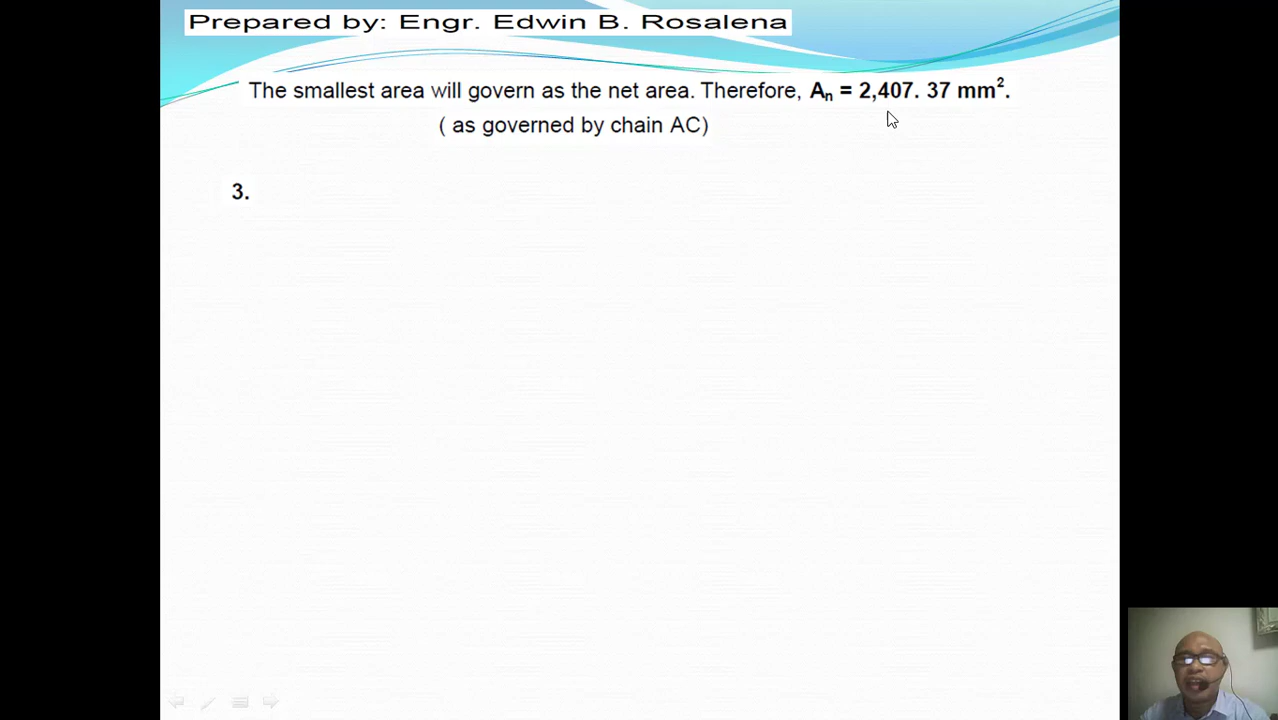 Prepared by: Engr. Edwin B. Rosalena
The smallest area will govern as the net area. Therefore, An = 2,407. 37 mm².
( as governed by chain AC)
3.